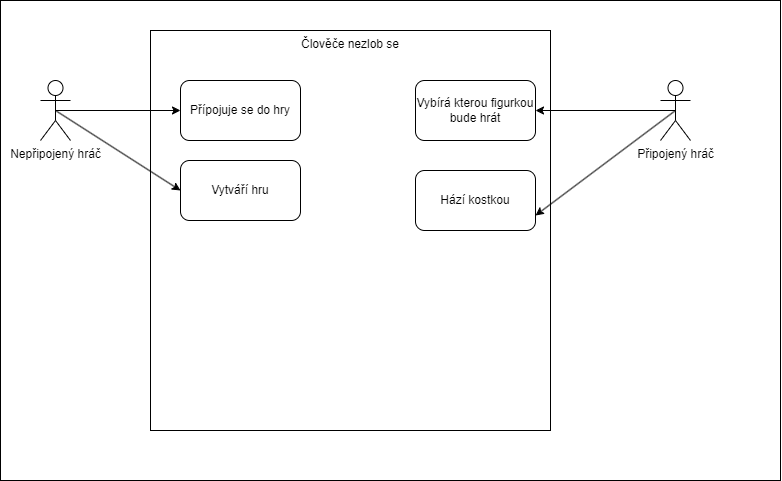 Člověče nezlob se
Přípojuje se do hry
Vybírá kterou figurkou
bude hrát
Nepřipojený hráč
Připojený hráč
Vytváří hru
Hází kostkou